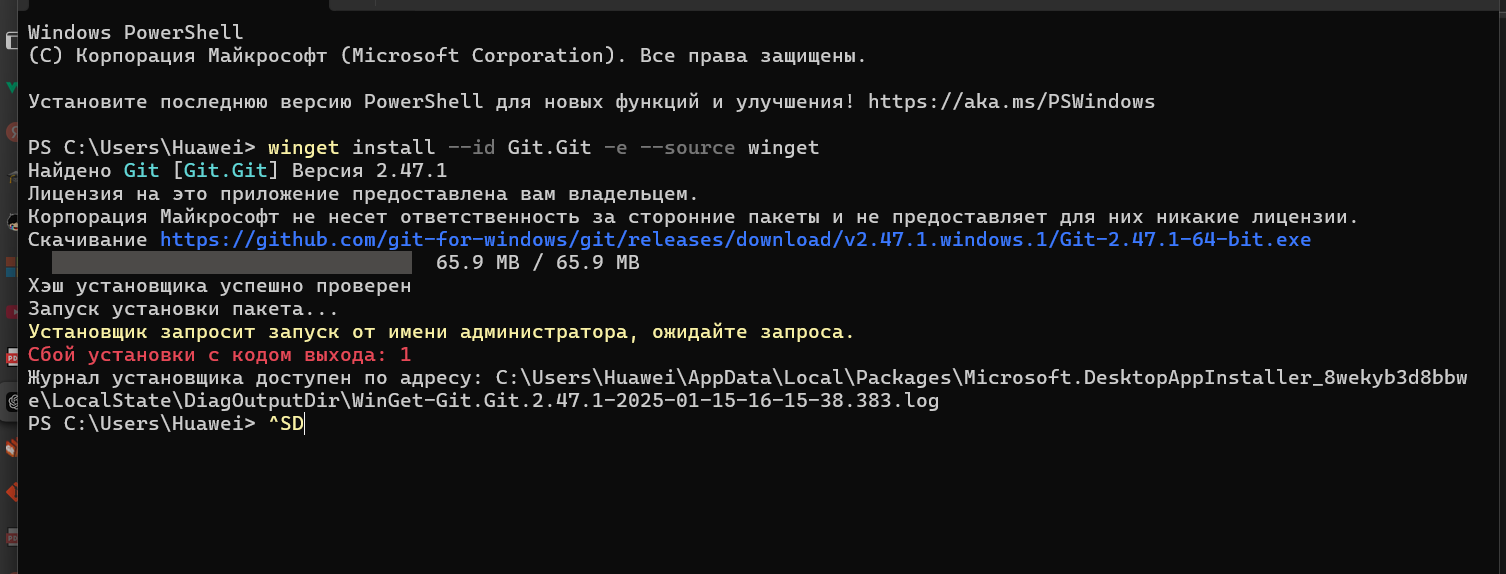 Windows PowerShell
(C) Корпорация Майкрософт (Microsoft Corporation). Все права защищены.
Установите последнюю версию PowerShell для новых функций и улучшения! https://aka.ms/PSWindows
PS C:\Users\Huawei> winget install --id Git.Git -e --source winget
Найдено Git [Git.Git] Версия 2.47.1
Лицензия на это приложение предоставлена вам владельцем.
Корпорация Майкрософт не несет ответственность за сторонние пакеты и не предоставляет для них никакие лицензии.
Скачивание https://github.com/git-for-windows/git/releases/download/v2.47.1.windows.1/Git-2.47.1-64-bit.exe
65.9 MB / 65.9 MB
Хэш установщика успешно проверен
Запуск установки пакета...
Установщик запросит запуск от имени администратора, ожидайте запроса.
Сбой установки с кодом выхода: 1
Журнал установщика доступен по адресу: C:\Users\Huawei\AppData\Local\Packages\Microsoft.DesktopAppInstaller_8wekyb3d8bbw
e\LocalState\DiagOutputDir\WinGet-Git.Git.2.47.1-2025-01-15-16-15-38.383.log
PS C:\Users\Huawei> ^SD